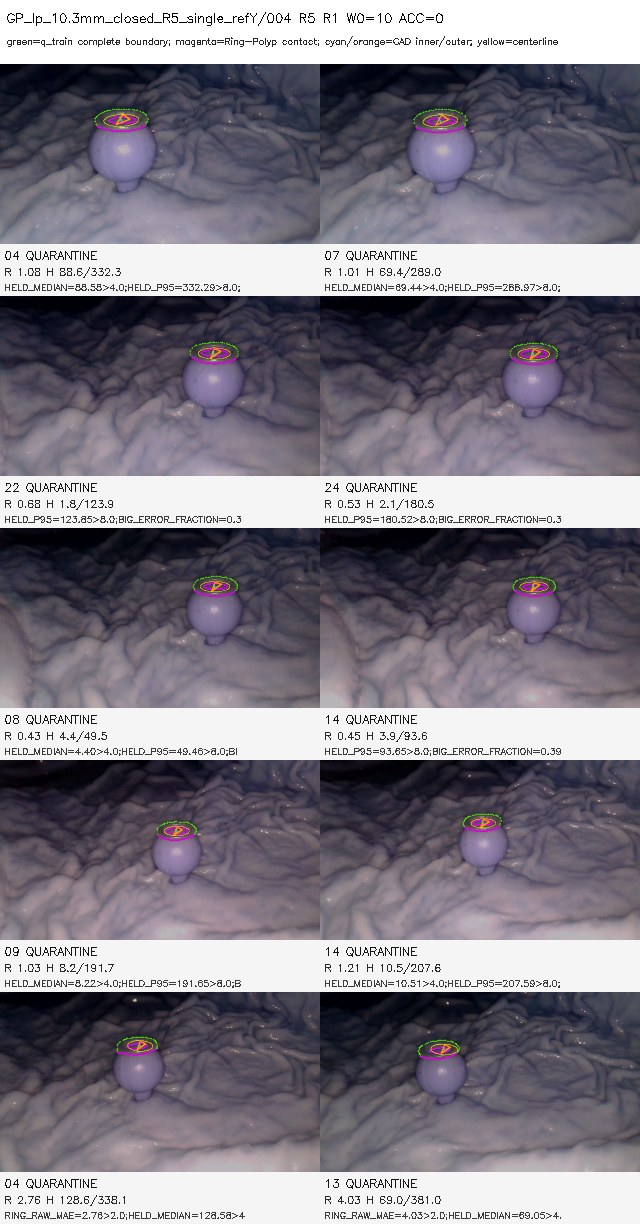 GP_Ip_10.3mm_closed_R5_single_refY/004 R5 R1 W0=10 ACC=0
green=q_train complete boundary; magenta=Ring-Polyp contact; cyan/orange=CAD inner/outer; yellow=centerline
04 QUARANTINE
R 1.08 H 88.6/332.3
HELD_MEDIAN=88.58>4.0;HELD_P95=332.29>8.0;
07 QUARANTINE
R 1.01 H 69.4/289.0
HELD_MEDIAN=69.44>4.0;HELD_P95=288.97>8.0;
22 QUARANTINE
R 0.68 H 1.8/123.9
HELD_P95=123.85>8.0;BIG_ERROR_FRACTION=0.3
24 QUARANTINE
R 0.53 H 2.1/180.5
HELD_P95=180.52>8.0;BIG_ERROR_FRACTION=0.3
08 QUARANTINE
R 0.43 H 4.4/49.5
HELD_MEDIAN=4.40>4.0;HELD_P95=49.46>8.0;BI
14 QUARANTINE
R 0.45 H 3.9/93.6
HELD_P95=93.65>8.0;BIG_ERROR_FRACTION=0.39
09 QUARANTINE
R 1.03 H 8.2/191.7
HELD_MEDIAN=8.22>4.0;HELD_P95=191.65>8.0;B
14 QUARANTINE
R 1.21 H 10.5/207.6
HELD_MEDIAN=10.51>4.0;HELD_P95=207.59>8.0;
04 QUARANTINE
R 2.76 H 128.6/338.1
RING_RAW_MAE=2.76>2.0;HELD_MEDIAN=128.58>4
13 QUARANTINE
R 4.03 H 69.0/381.0
RING_RAW_MAE=4.03>2.0;HELD_MEDIAN=69.05>4.